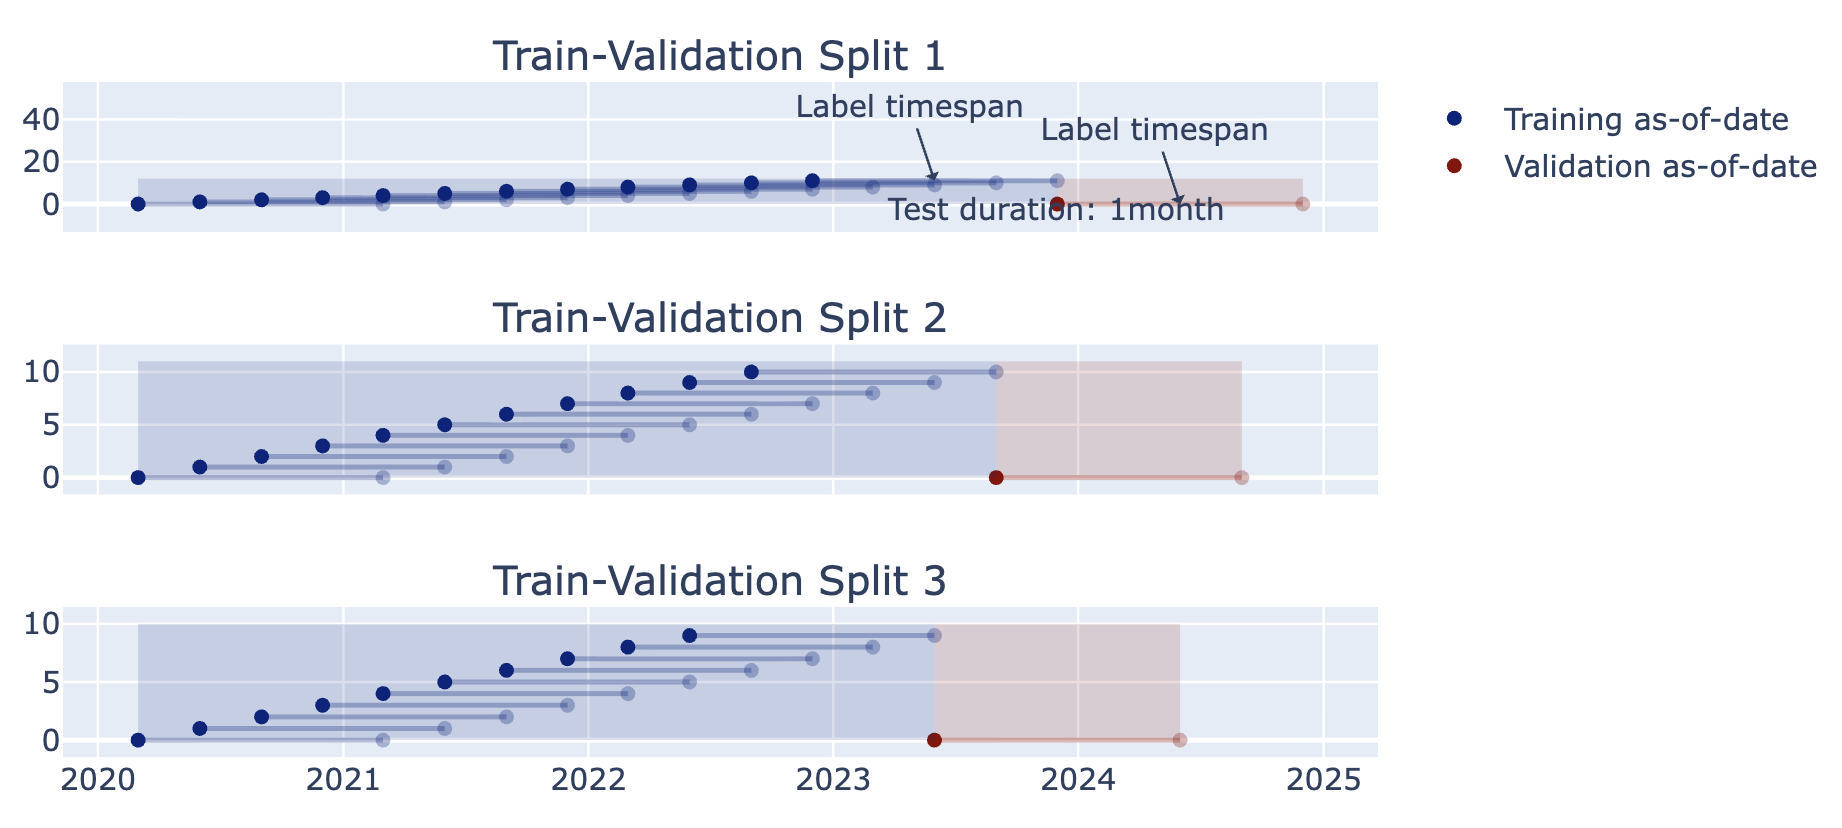 Train-Validation Split 1
Label timespan
Label timespan
Test duration: 1month
40
20
0
Training as-of-date
Validation as-of-date
Train-Validation Split 2
10
5
0
Train-Validation Split 3
10
5
0
2020 2021 2022 2023 2024 2025